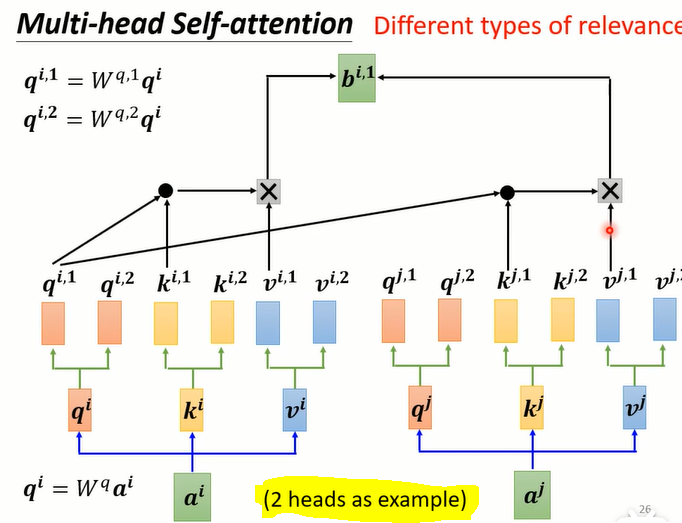 Multi-head Self-attention Different types of relevance
q^{i,1} = W^{q,1}q^i
b^{i,1}
q^{i,2} = W^{q,2}q^i
q^{i,1} q^{i,2} k^{i,1} k^{i,2} v^{i,1} v^{i,2} q^{j,1} q^{j,2} k^{j,1} k^{j,2} v^{j,1}
q^i k^i v^i q^j k^j v^j
q^i = W^q a^i a^i (2 heads as example) a^j
26